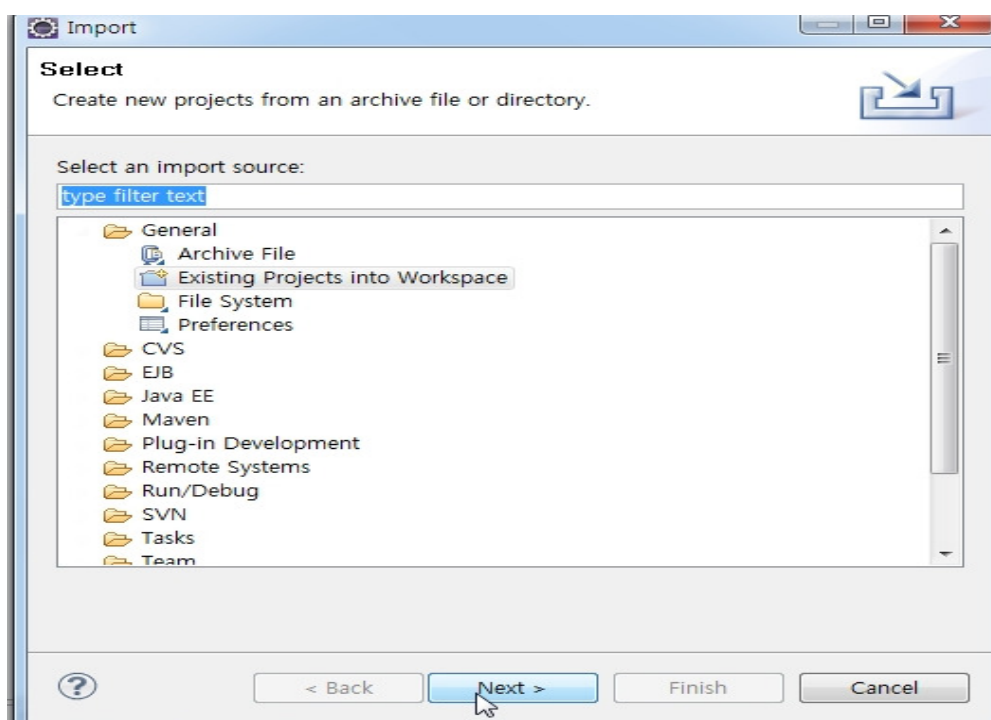 Import
Select
Create new projects from an archive file or directory.
Select an import source:
type filter text
General
Archive File
Existing Projects into Workspace
File System
Preferences
CVS
EJB
Java EE
Maven
Plug-in Development
Remote Systems
Run/Debug
SVN
Tasks
Team
< Back Next > Finish Cancel